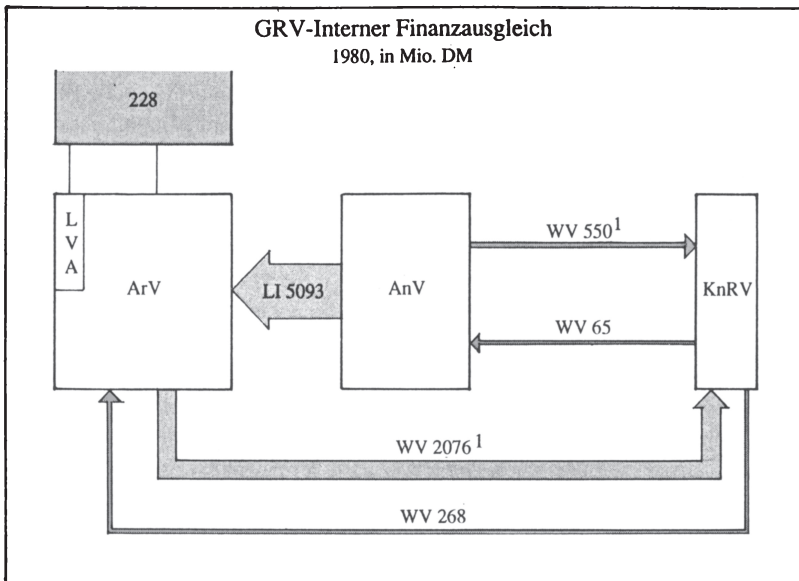 GRV-Interner Finanzausgleich
1980, in Mio. DM
228
L
V
A
ArV
LI 5093
AnV
WV 550¹
KnRV
WV 65
WV 2076¹
WV 268